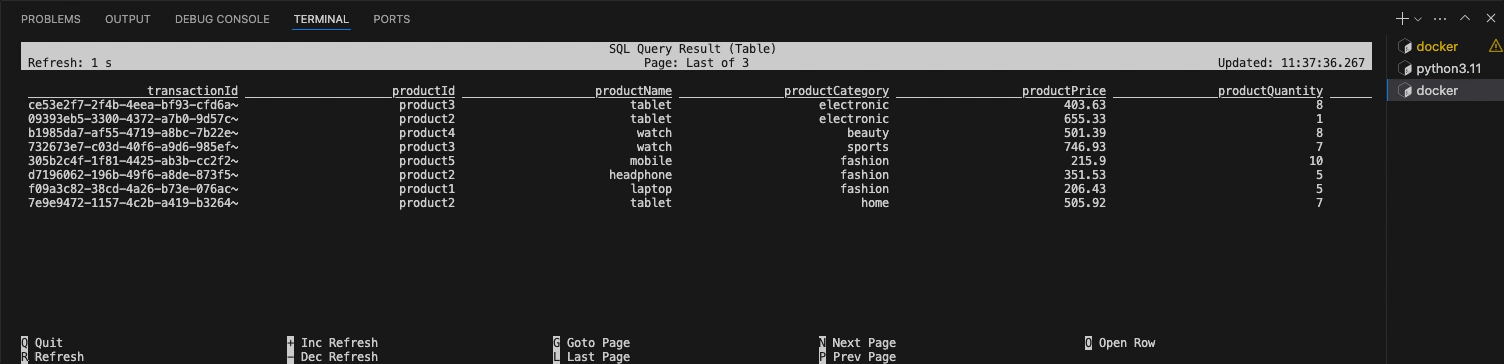 PROBLEMS OUTPUT DEBUG CONSOLE TERMINAL PORTS
SQL Query Result (Table)
Refresh: 1 s Page: Last of 3 Updated: 11:37:36.267
transactionId productId productName productCategory productPrice productQuantity
ce53e2f7-2f4b-4eea-bf93-cfd6a~ product3 tablet electronic 403.63 8
09393eb5-3300-4372-a7b0-9d57c~ product2 tablet electronic 655.33 1
b1985da7-af55-4719-a8bc-7b22e~ product4 watch beauty 501.39 8
732673e7-c03d-40f6-a9d6-985ef~ product3 watch sports 746.93 7
305b2c4f-1f81-4425-ab3b-cc2f2~ product5 mobile fashion 215.9 10
d7196062-196b-49f6-a8de-873f5~ product2 headphone fashion 351.53 5
f09a3c82-38cd-4a26-b73e-076ac~ product1 laptop fashion 206.43 5
7e9e9472-1157-4c2b-a419-b3264~ product2 tablet home 505.92 7
Q Quit + Inc Refresh G Goto Page N Next Page O Open Row
R Refresh - Dec Refresh L Last Page P Prev Page
docker
python3.11
docker